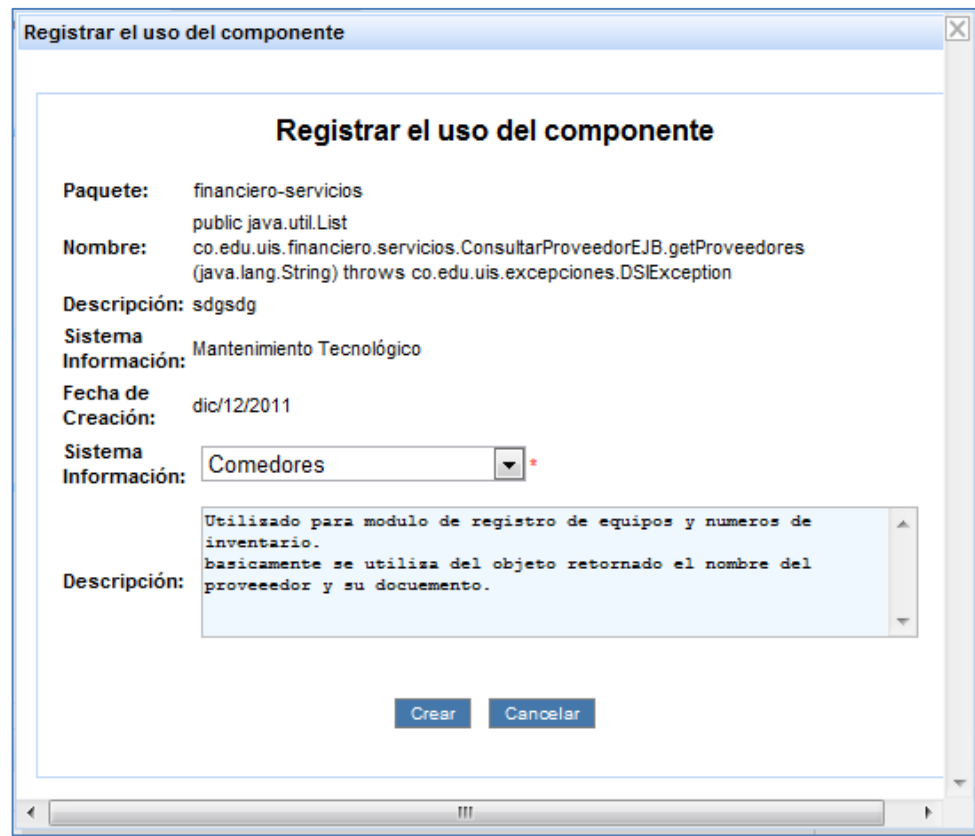 Registrar el uso del componente
Registrar el uso del componente
Paquete: financiero-servicios
public java.util.List
Nombre: co.edu.uis.financiero.servicios.ConsultarProveedorEJB.getProveedores
(java.lang.String) throws co.edu.uis.excepciones.DSIException
Descripción: sdgsdg
Sistema
Información: Mantenimiento Tecnológico
Fecha de
Creación: dic/12/2011
Sistema
Información: Comedores *
Utilizado para modulo de registro de equipos y numeros de
inventario.
basicamente se utiliza del objeto retornado el nombre del
Descripción: proveeedor y su docuemento.
Crear Cancelar